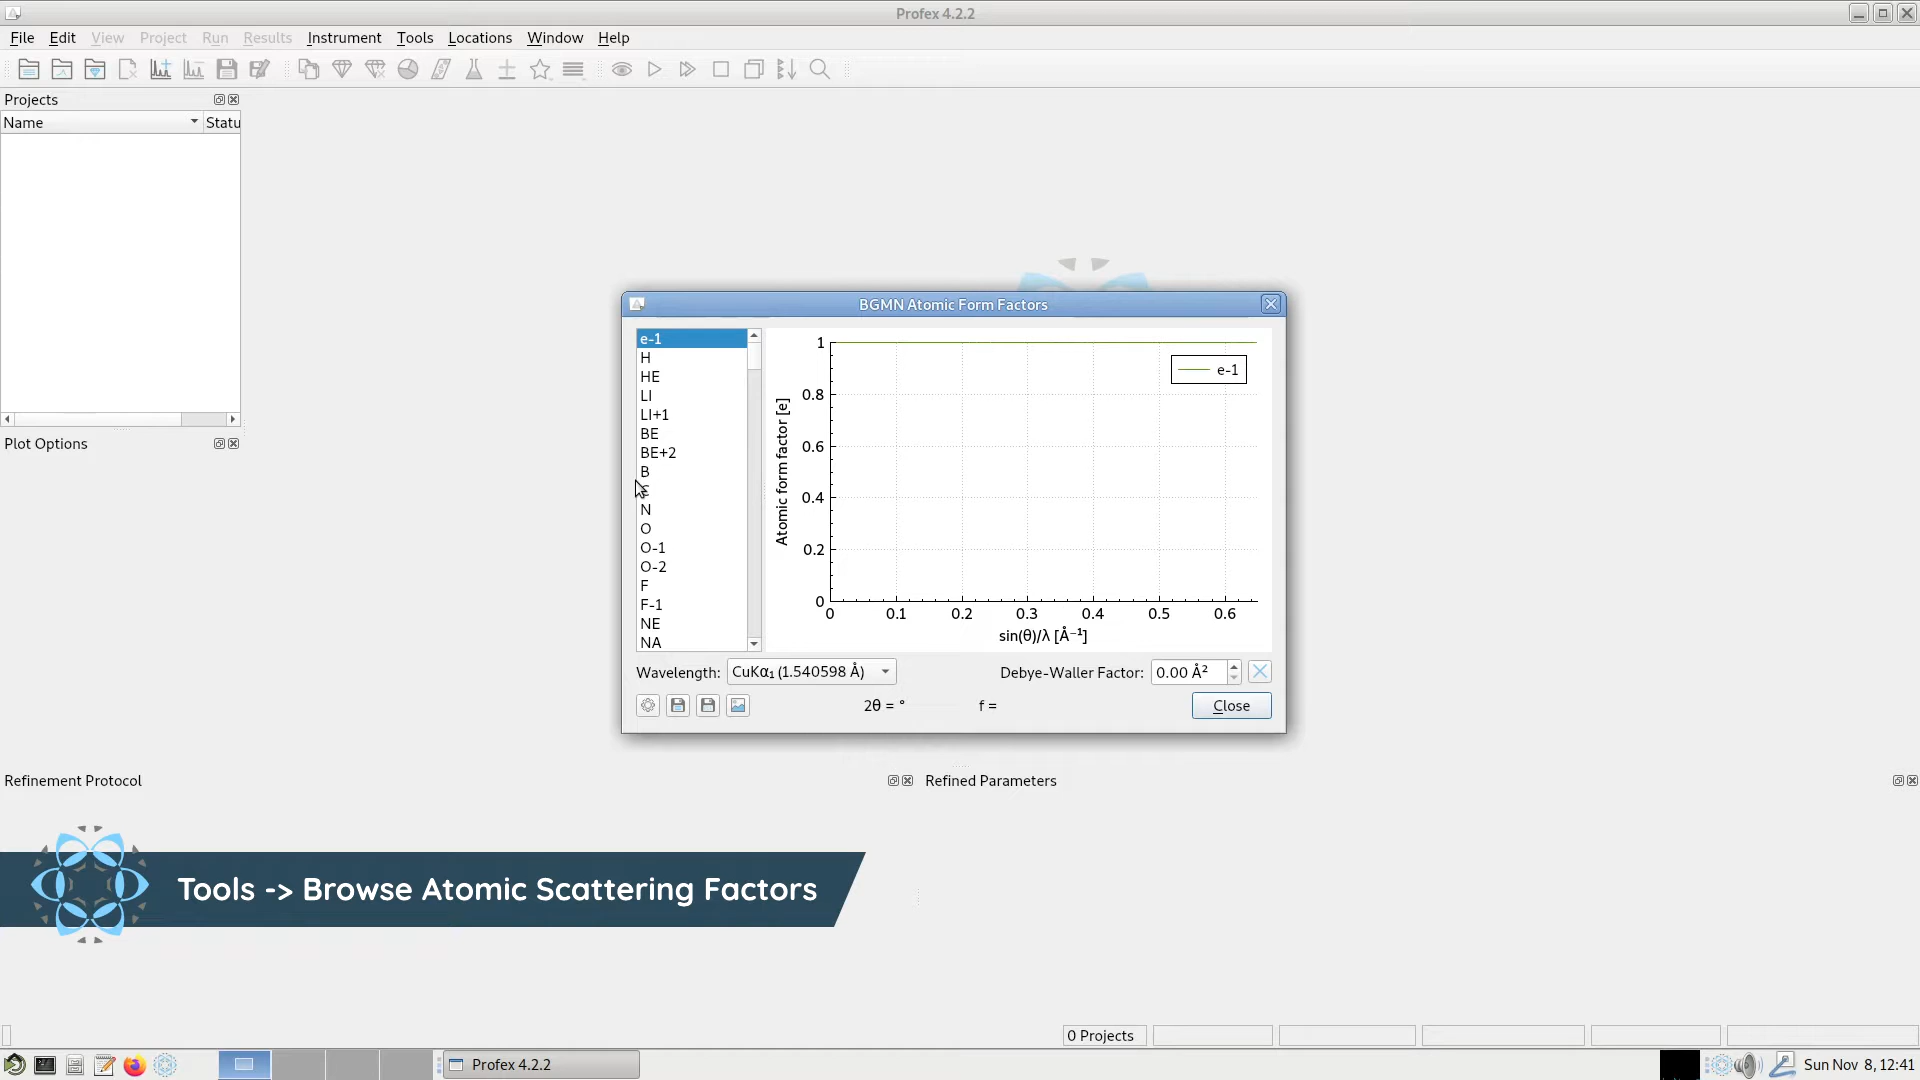 Profex 4.2.2
File Edit View Project Run Results Instrument Tools Locations Window Help
Projects
Name Statu
Plot Options
BGMN Atomic Form Factors
e-1
H
HE
LI
LI+1
BE
BE+2
B
N
O
O-1
O-2
F
F-1
NE
NA
1
0.8
0.6
0.4
0.2
0
0 0.1 0.2 0.3 0.4 0.5 0.6
Atomic form factor [e]
sin(θ)/λ [Å⁻¹]
e-1
Wavelength: CuKα₁ (1.540598 Å) Debye-Waller Factor: 0.00 Å²
2θ = ° f = Close
Refinement Protocol
Refined Parameters
Tools -> Browse Atomic Scattering Factors
0 Projects
Profex 4.2.2
Sun Nov 8, 12:41